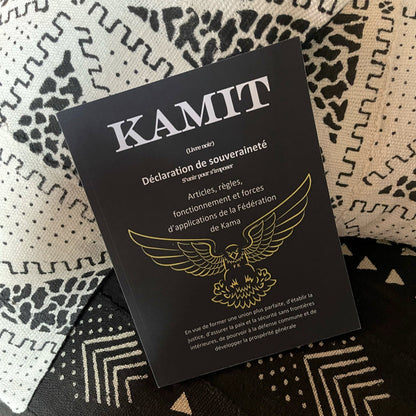 KAMIT
(Livre noir)
Déclaration de souveraineté
S'unir pour s'imposer
Articles, règles,
fonctionnement et forces
d'applications de la Fédération
de Kama
En vue de former une union plus parfaite, d'établir la
justice, d'assurer la paix et la sécurité sans frontières
intérieures, de pourvoir à la défense commune et de
développer la prospérité générale